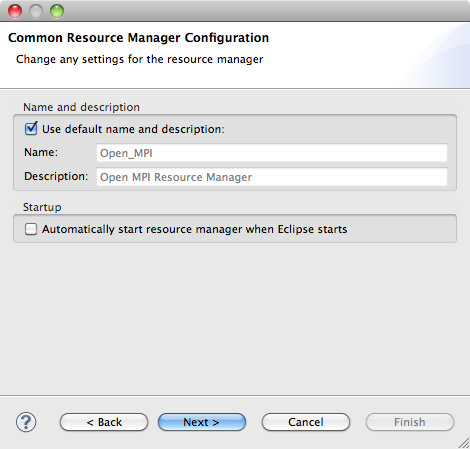 Common Resource Manager Configuration
Change any settings for the resource manager
Name and description
Use default name and description:
Name: Open_MPI
Description: Open MPI Resource Manager
Startup
Automatically start resource manager when Eclipse starts
? < Back Next > Cancel Finish